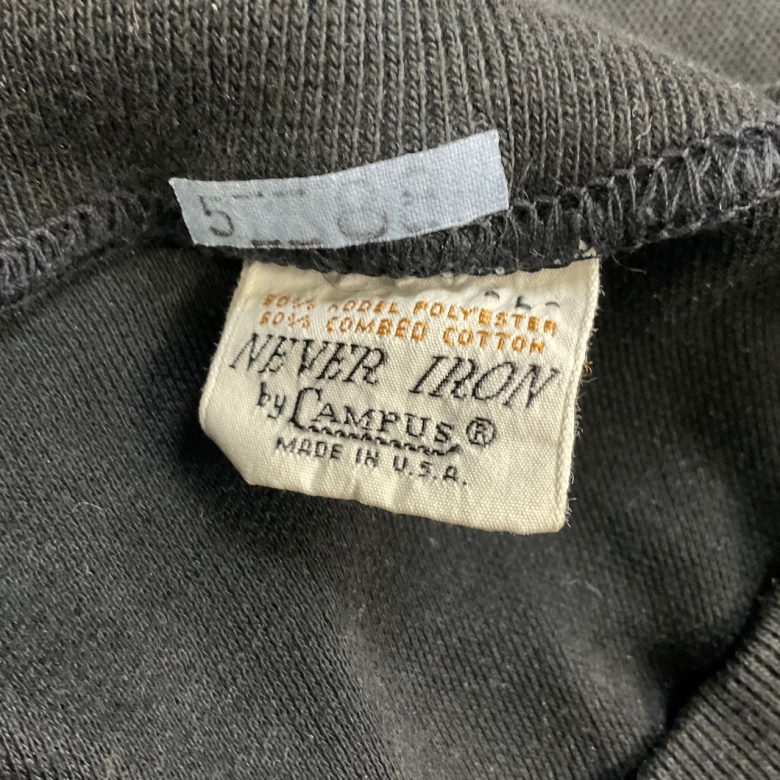 50% KODEL POLYESTER
50% COMBED COTTON
NEVER IRON
by CAMPUS®
MADE IN U.S.A.